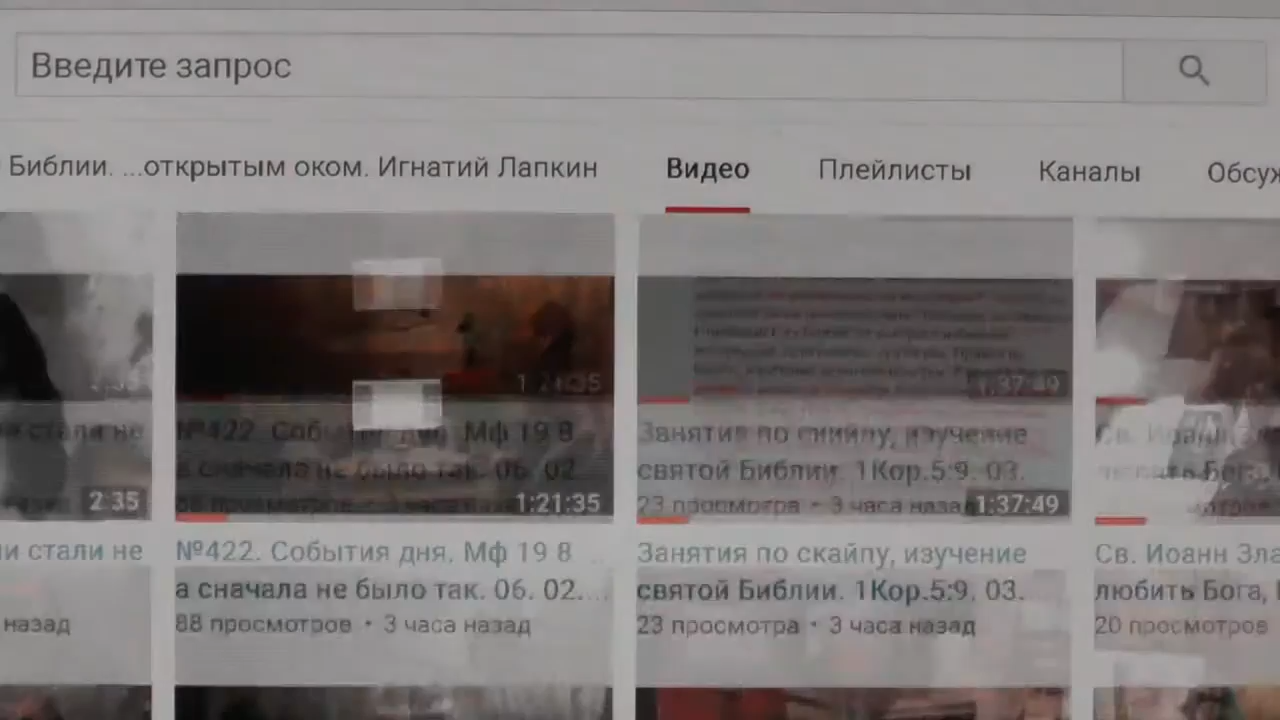 Введите запрос
Библии. ...открытым оком. Игнатий Лапкин
Видео
Плейлисты
Каналы
2:35
1:21:35
1:37:49
и стали не
№422. События дня. Мф 19 8
а сначала не было так. 06. 02....
88 просмотров • 3 часа назад
Занятия по скайпу, изучение
святой Библии. 1Кор.5:9. 03.
23 просмотра • 3 часа назад
Св. Иоанн
любить Бога,
20 просмотров
назад